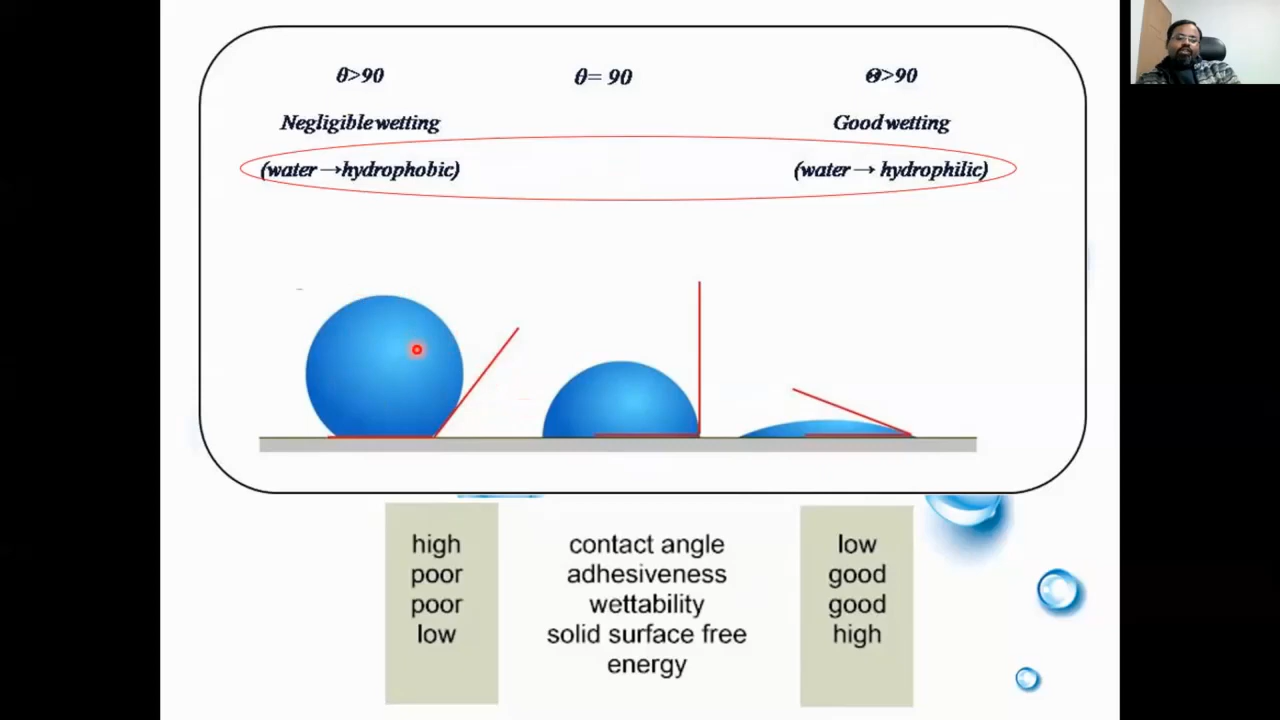 θ>90
θ= 90
Θ>90
Negligible wetting
Good wetting
(water →hydrophobic)
(water → hydrophilic)
high
contact angle
low
poor
adhesiveness
good
poor
wettability
good
low
solid surface free
high
energy